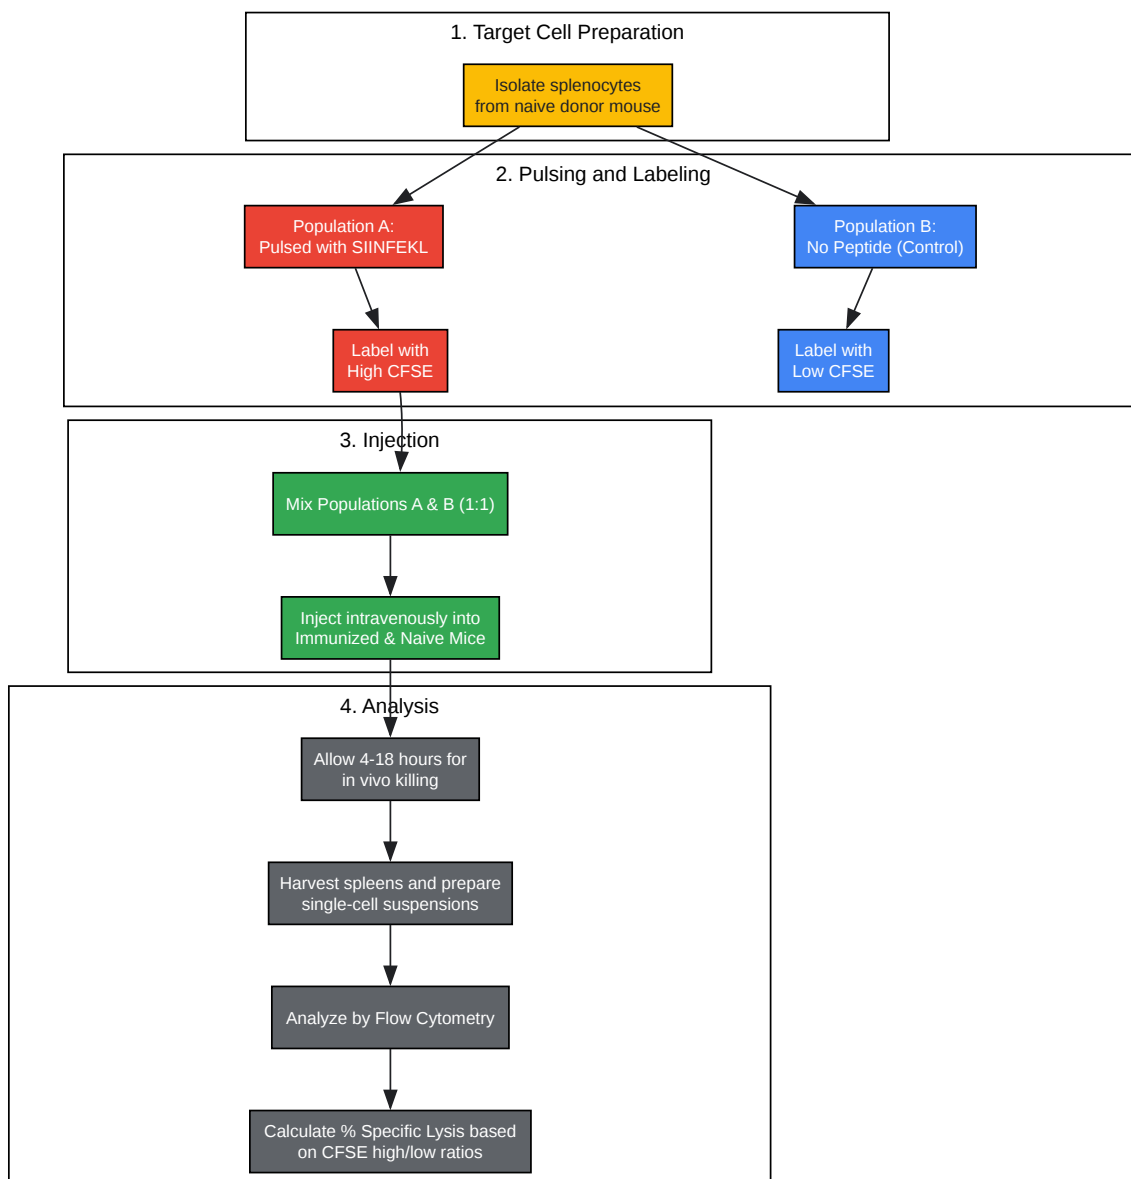 1. Target Cell Preparation
Isolate splenocytes
from naive donor mouse
2. Pulsing and Labeling
Population A:
Pulsed with SIINFEKL
Population B:
No Peptide (Control)
Label with
High CFSE
Label with
Low CFSE
3. Injection
Mix Populations A & B (1:1)
Inject intravenously into
Immunized & Naive Mice
4. Analysis
Allow 4-18 hours for
in vivo killing
Harvest spleens and prepare
single-cell suspensions
Analyze by Flow Cytometry
Calculate % Specific Lysis based
on CFSE high/low ratios